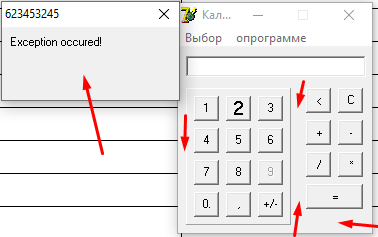 623453245
Exception occured!
Кал...
Выбор опрограмме
1 2 3 < C
4 5 6 + -
7 8 9 / *
0. , +/- =